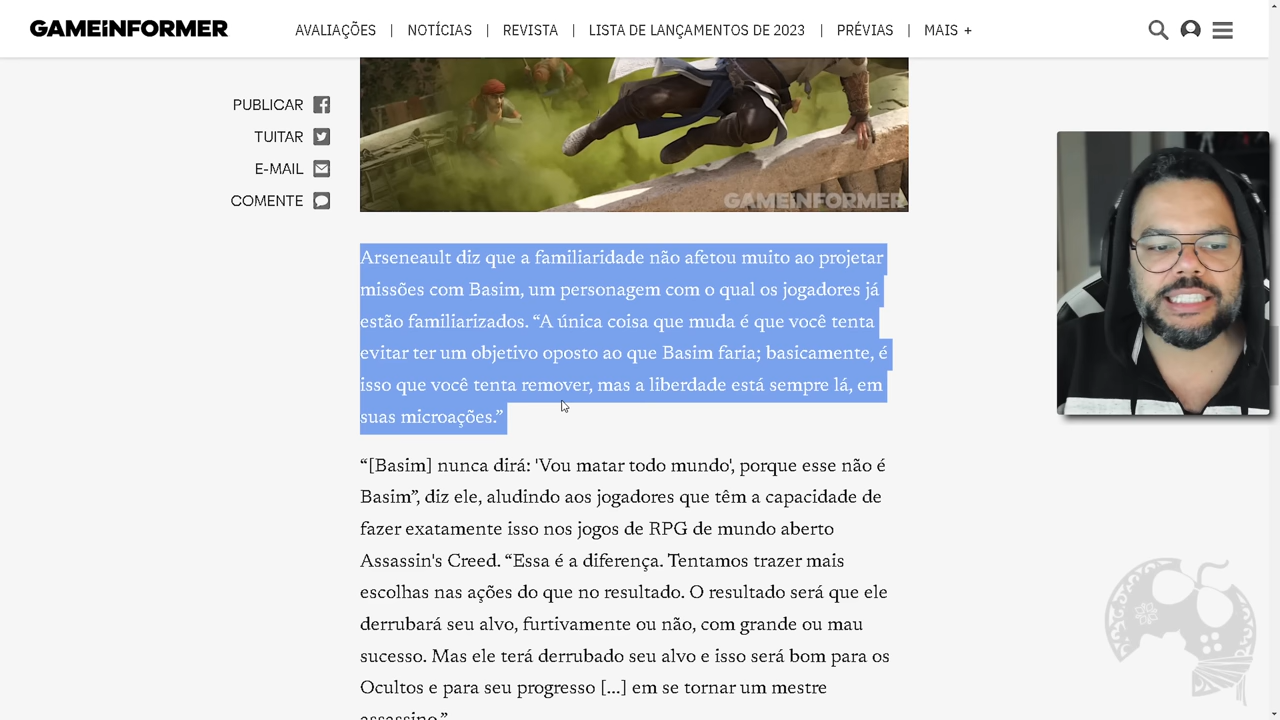 GAMEINFORMER
AVALIAÇÕES | NOTÍCIAS | REVISTA | LISTA DE LANÇAMENTOS DE 2023 | PRÉVIAS | MAIS +
PUBLICAR
TUITAR
E-MAIL
COMENTE
GAMEINFORMER
Arseneault diz que a familiaridade não afetou muito ao projetar
missões com Basim, um personagem com o qual os jogadores já
estão familiarizados. “A única coisa que muda é que você tenta
evitar ter um objetivo oposto ao que Basim faria; basicamente, é
isso que você tenta remover, mas a liberdade está sempre lá, em
suas microações.”
“[Basim] nunca dirá: 'Vou matar todo mundo', porque esse não é
Basim”, diz ele, aludindo aos jogadores que têm a capacidade de
fazer exatamente isso nos jogos de RPG de mundo aberto
Assassin's Creed. “Essa é a diferença. Tentamos trazer mais
escolhas nas ações do que no resultado. O resultado será que ele
derrubará seu alvo, furtivamente ou não, com grande ou mau
sucesso. Mas ele terá derrubado seu alvo e isso será bom para os
Ocultos e para seu progresso [...] em se tornar um mestre
assassino.”